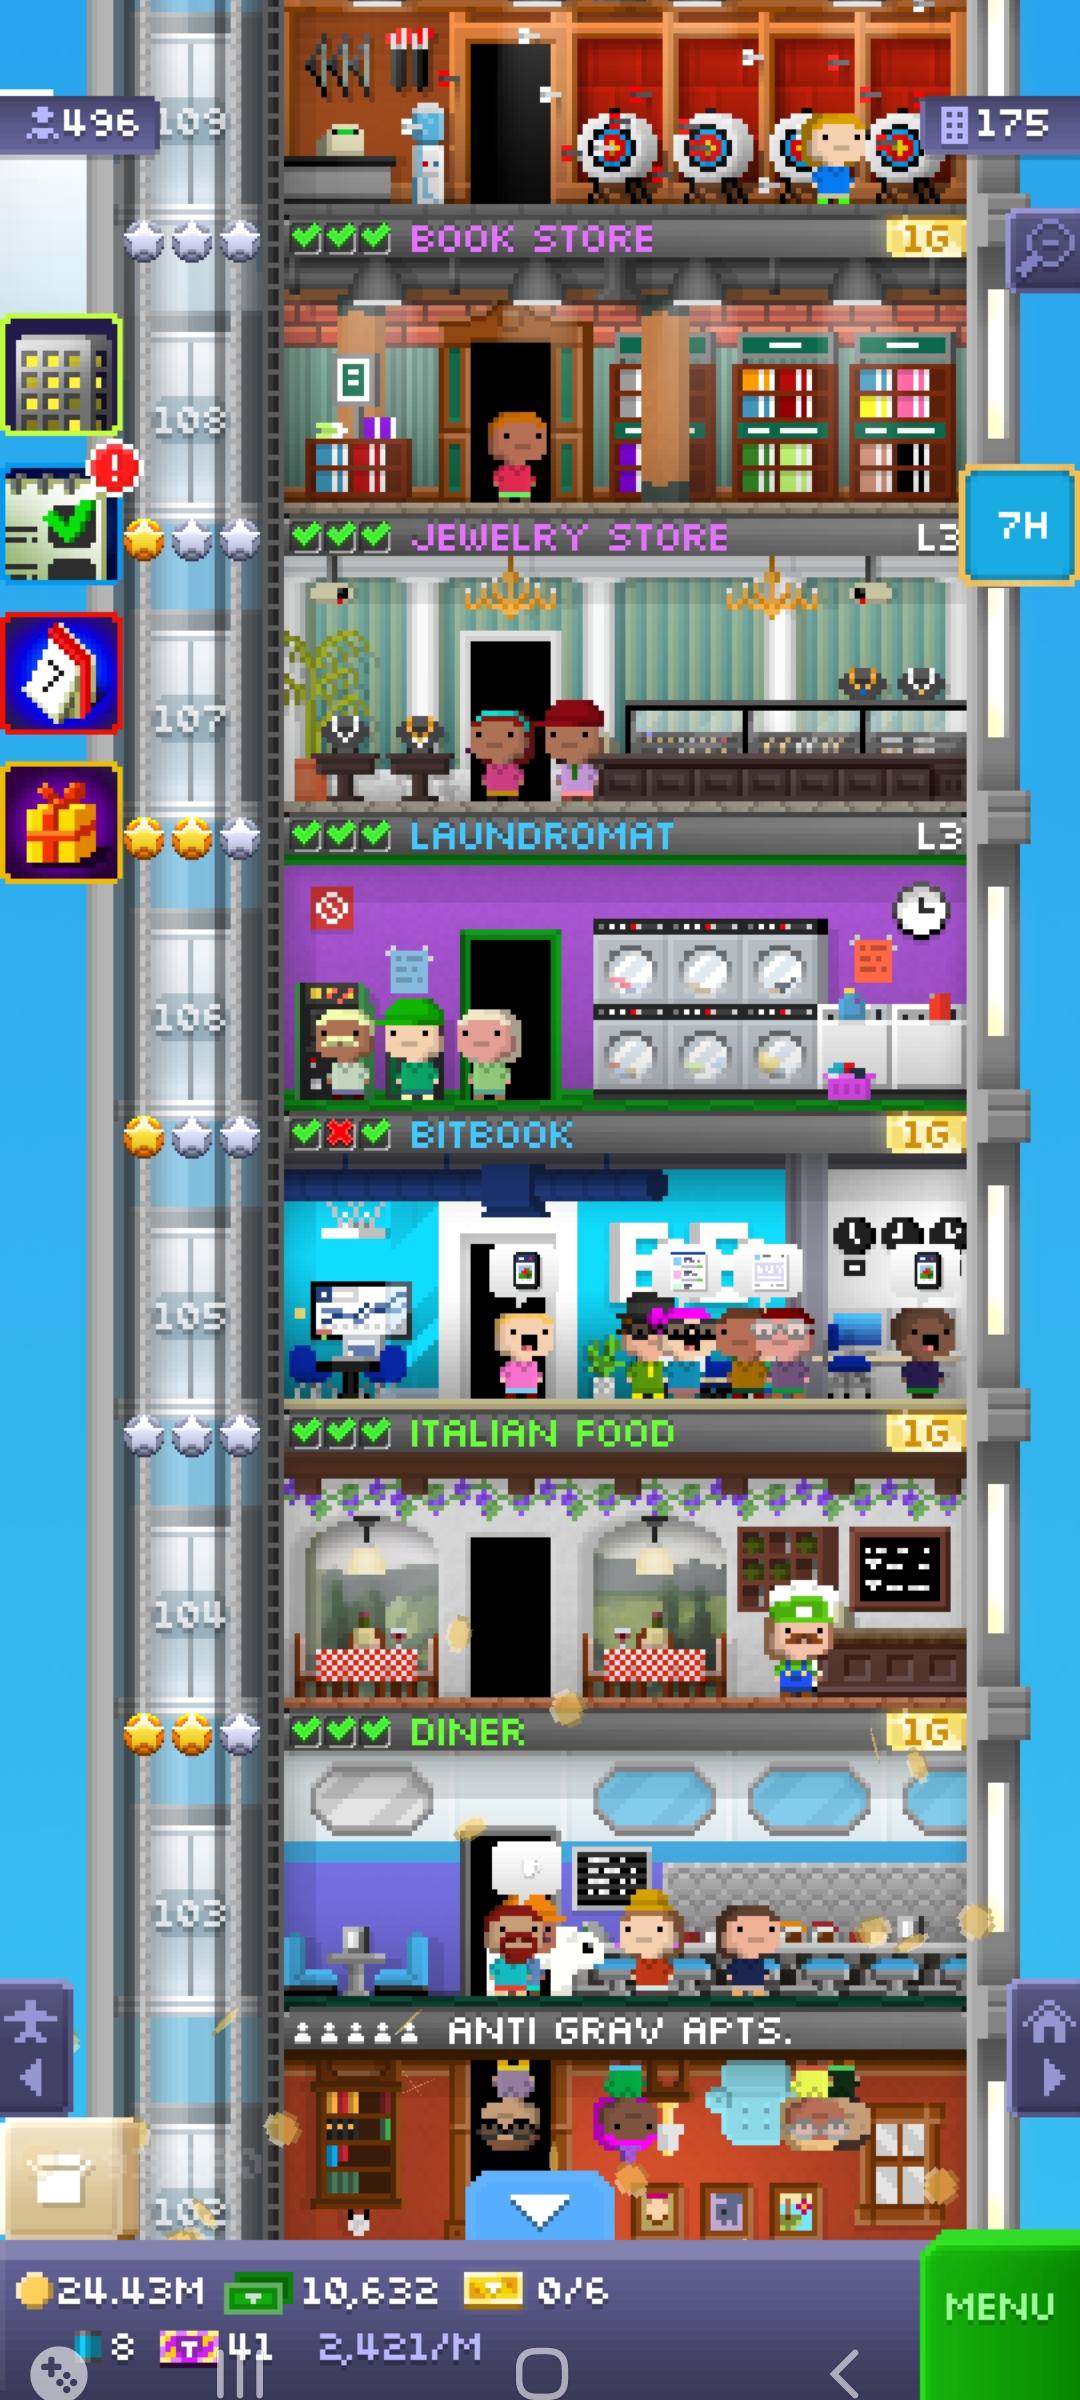 496
109
175
BOOK STORE
1G
108
7H
JEWELRY STORE
L3
107
LAUNDROMAT
L3
106
BITBOOK
1G
105
ITALIAN FOOD
1G
104
DINER
1G
103
ANTI GRAV APTS.
102
24.43M
10,632
0/6
MENU
8
41
2,421/M